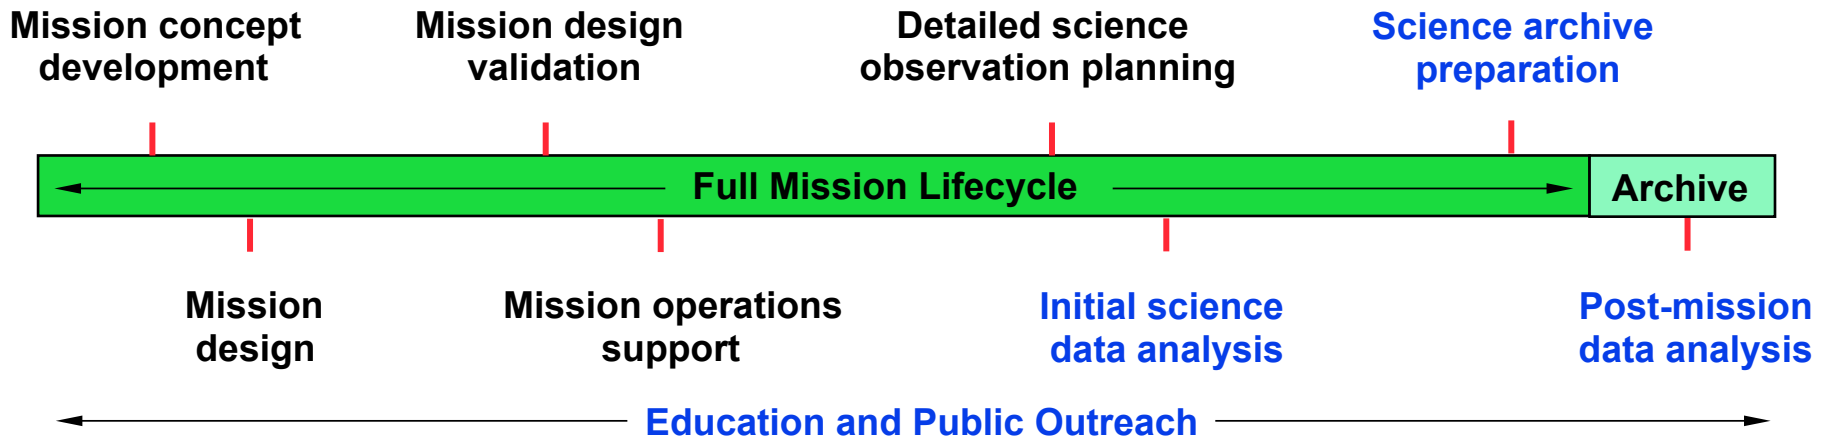 Mission concept
development
Mission design
validation
Detailed science
observation planning
Science archive
preparation
Full Mission Lifecycle
Archive
Mission
design
Mission operations
support
Initial science
data analysis
Post-mission
data analysis
Education and Public Outreach